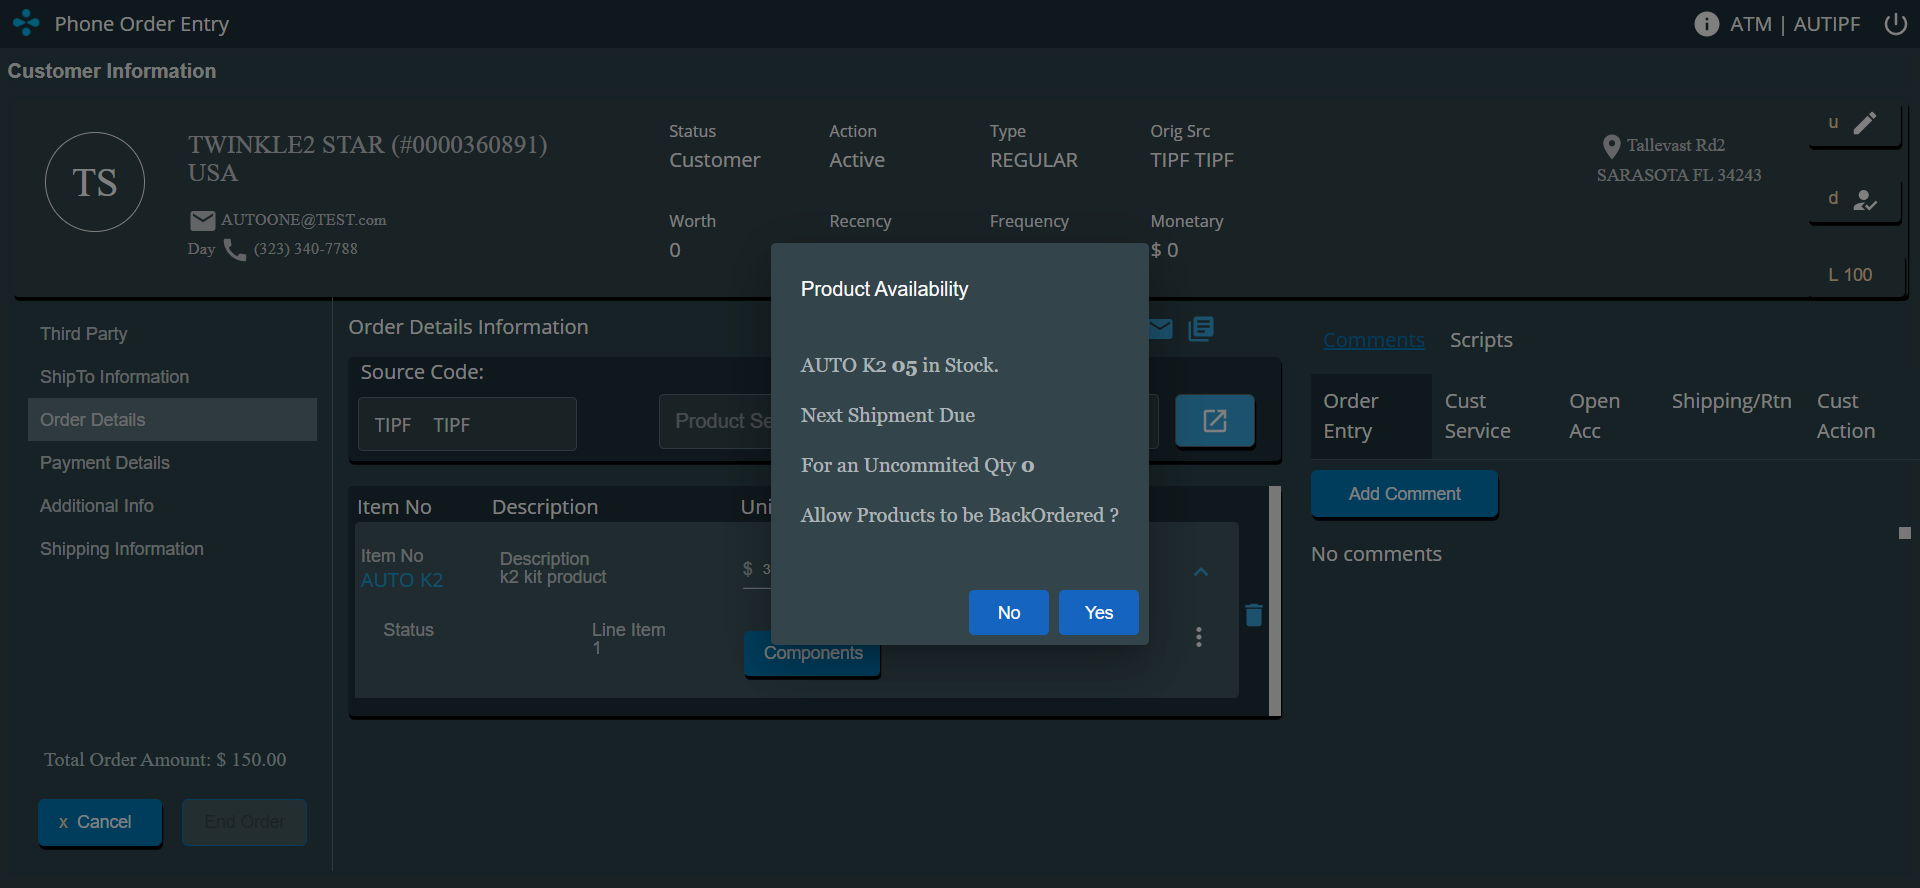 Phone Order Entry
ATM | AUTIPF
Customer Information
TS
TWINKLE2 STAR (#0000360891)
USA
AUTOONE@TEST.com
Day (323) 340-7788
Status Action Type Orig Src
Customer Active REGULAR TIPF TIPF
Worth Recency Frequency Monetary
0 $ 0
Tallevast Rd2
SARASOTA FL 34243
u
d
L 100
Third Party
ShipTo Information
Order Details
Payment Details
Additional Info
Shipping Information
Total Order Amount: $ 150.00
x Cancel
End Order
Order Details Information
Source Code:
TIPF TIPF
Product Se
Item No Description Uni
Item No
AUTO K2
Description
k2 kit product
$ 3
Status
Line Item
1
Components
Product Availability
AUTO K2 05 in Stock.
Next Shipment Due
For an Uncommited Qty 0
Allow Products to be BackOrdered ?
No Yes
Comments Scripts
Order Entry
Cust Service
Open Acc
Shipping/Rtn
Cust Action
Add Comment
No comments